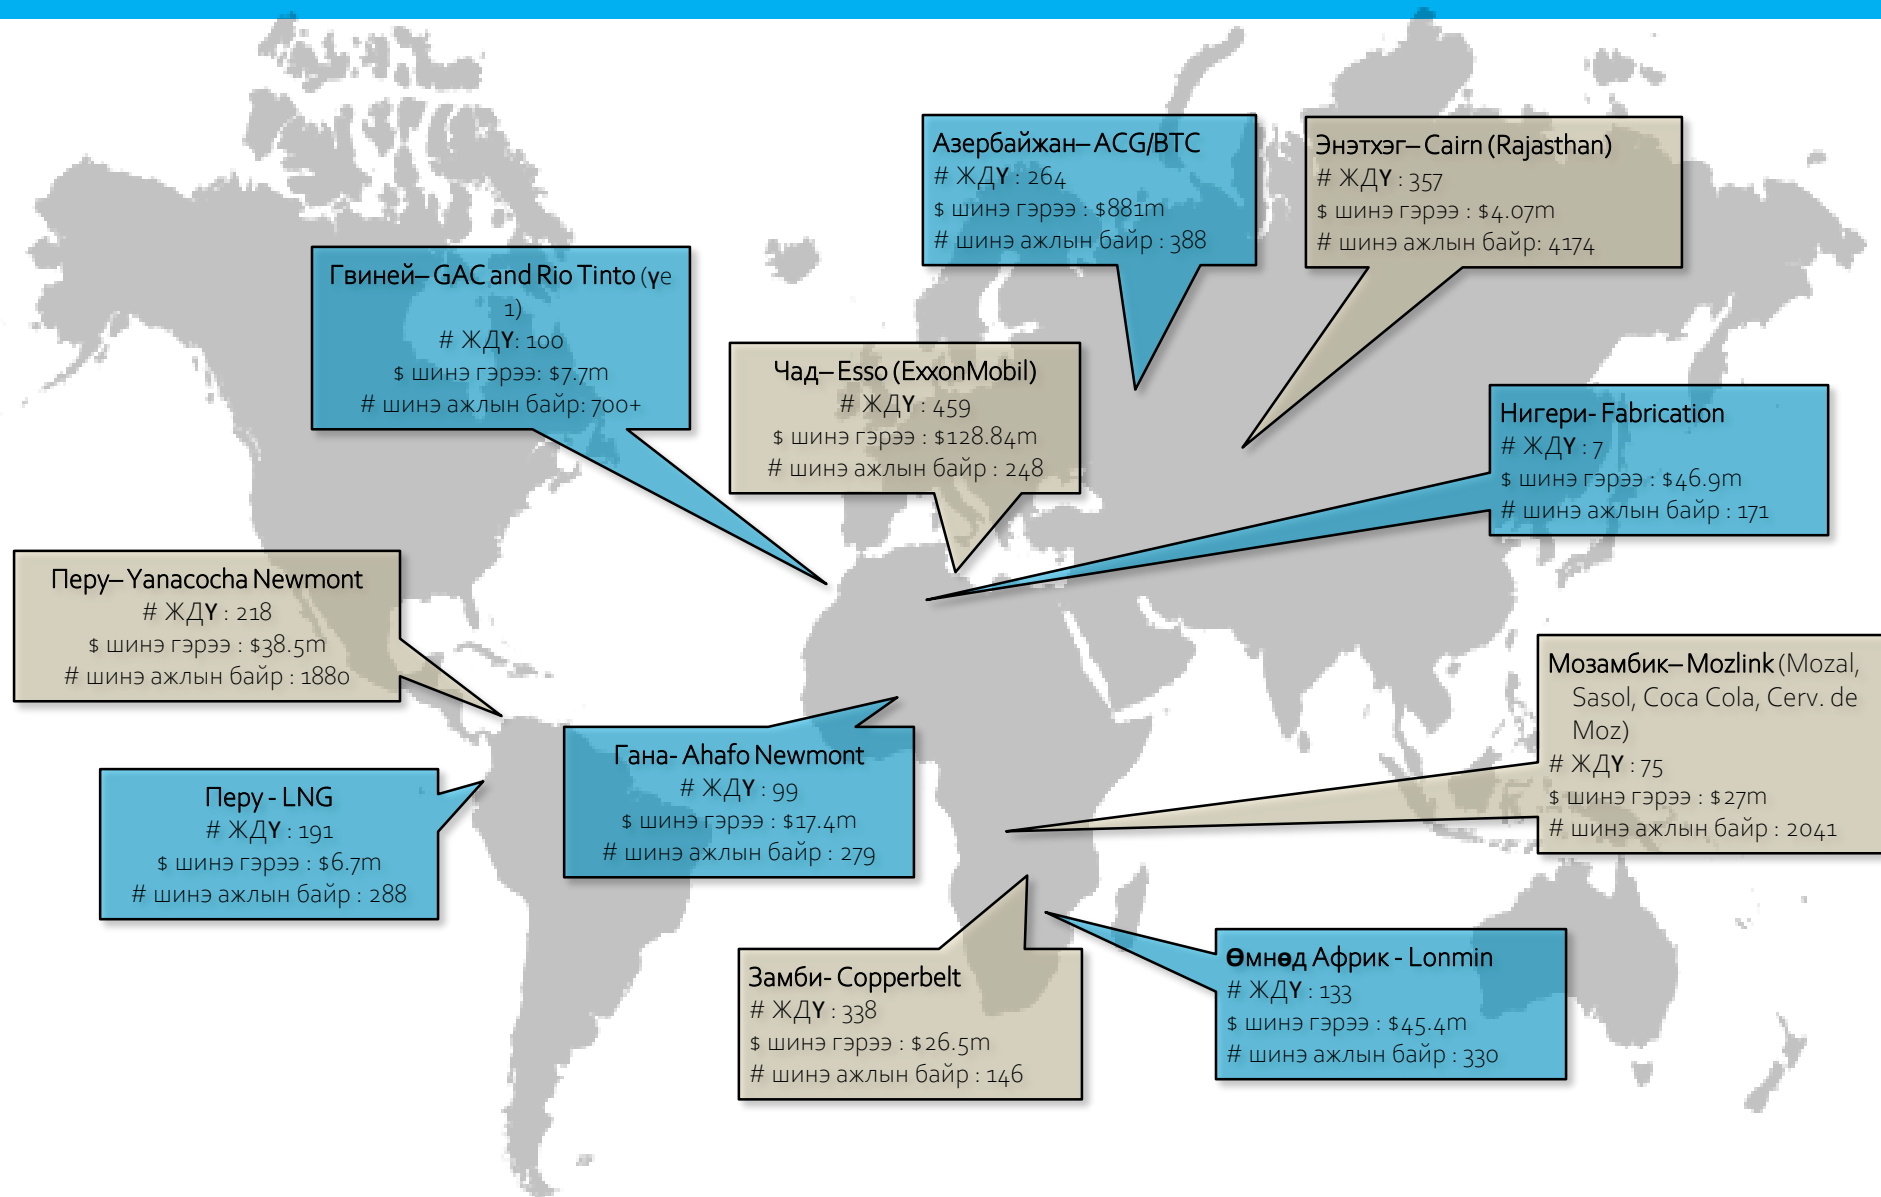 Азербайжан– ACG/BTC
# ЖДҮ : 264
$ шинэ гэрээ : $881m
# шинэ ажлын байр : 388
Энэтхэг– Cairn (Rajasthan)
# ЖДҮ : 357
$ шинэ гэрээ : $4.07m
# шинэ ажлын байр: 4174
Гвиней– GAC and Rio Tinto (үе
1)
# ЖДҮ: 100
$ шинэ гэрээ: $7.7m
# шинэ ажлын байр: 700+
Чад– Esso (ExxonMobil)
# ЖДҮ : 459
$ шинэ гэрээ : $128.84m
# шинэ ажлын байр : 248
Нигери- Fabrication
# ЖДҮ : 7
$ шинэ гэрээ : $46.9m
# шинэ ажлын байр : 171
Перу– Yanacocha Newmont
# ЖДҮ : 218
$ шинэ гэрээ : $38.5m
# шинэ ажлын байр : 1880
Мозамбик– Mozlink (Mozal,
Sasol, Coca Cola, Cerv. de
Moz)
# ЖДҮ : 75
$ шинэ гэрээ : $27m
# шинэ ажлын байр : 2041
Гана- Ahafo Newmont
# ЖДҮ : 99
$ шинэ гэрээ : $17.4m
# шинэ ажлын байр : 279
Перу - LNG
# ЖДҮ : 191
$ шинэ гэрээ : $6.7m
# шинэ ажлын байр : 288
Замби- Copperbelt
# ЖДҮ : 338
$ шинэ гэрээ : $26.5m
# шинэ ажлын байр : 146
Өмнөд Африк - Lonmin
# ЖДҮ : 133
$ шинэ гэрээ : $45.4m
# шинэ ажлын байр : 330